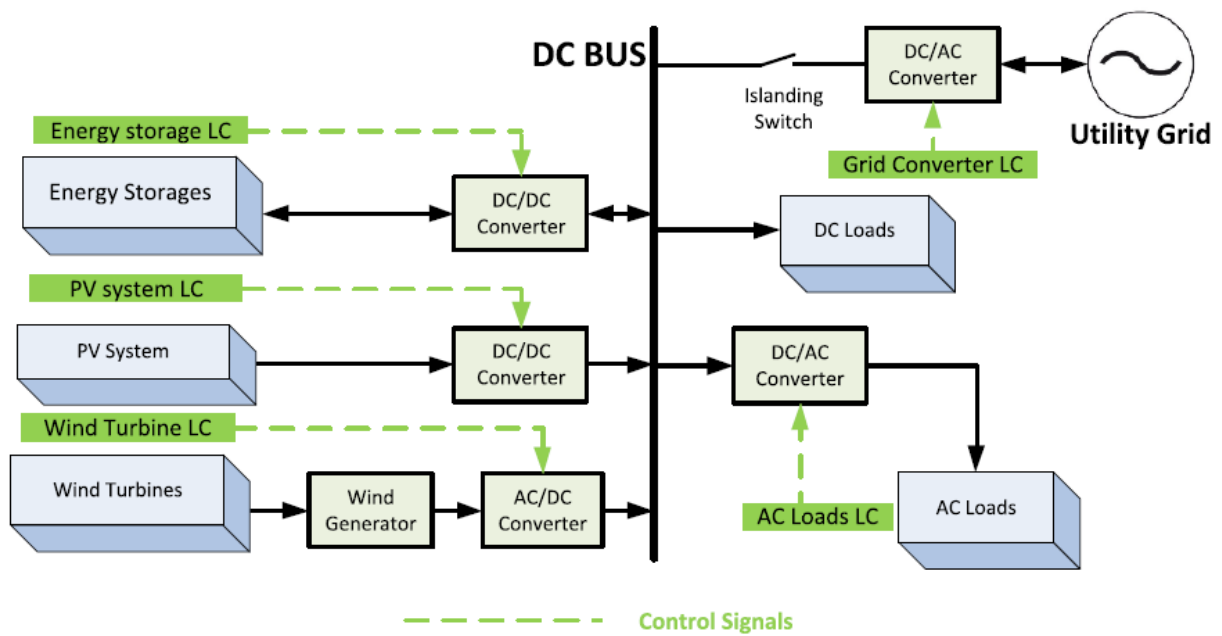 DC BUS
DC/AC
Converter
Islanding
Switch
Utility Grid
Grid Converter LC
Energy storage LC
Energy Storages
DC/DC
Converter
DC Loads
PV system LC
PV System
DC/DC
Converter
DC/AC
Converter
Wind Turbine LC
Wind Turbines
Wind
Generator
AC/DC
Converter
AC Loads LC
AC Loads
Control Signals